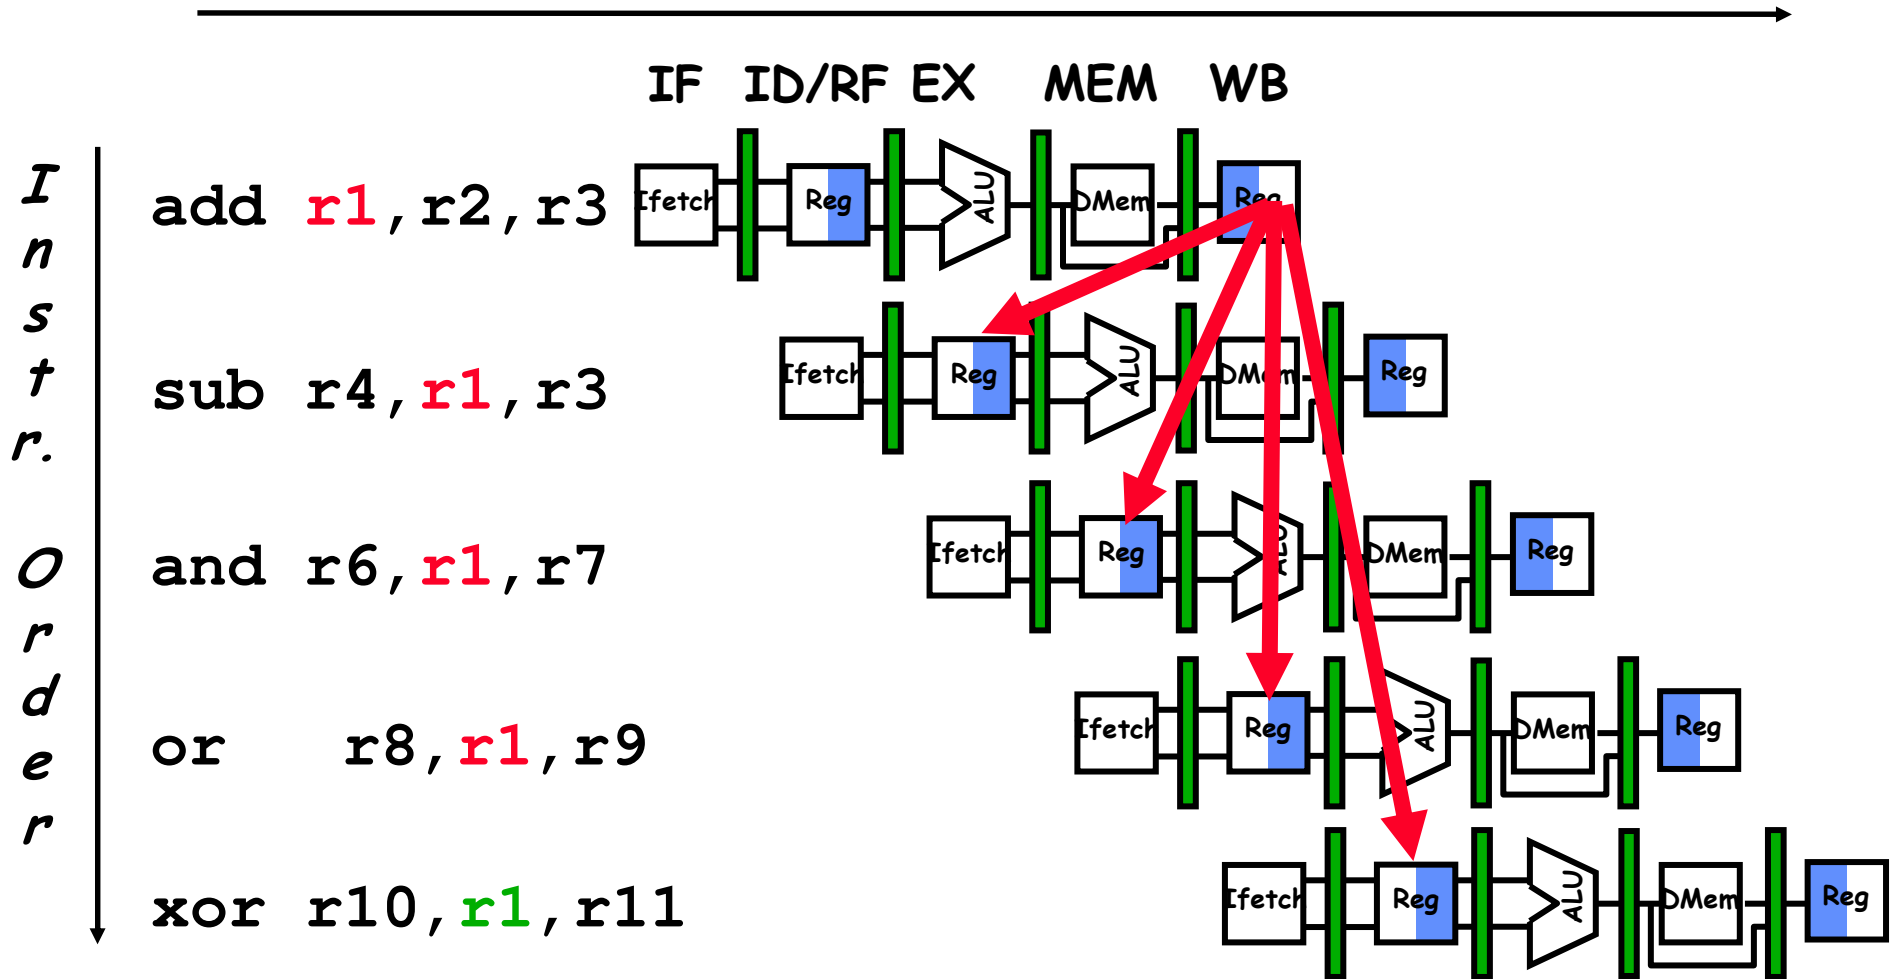 IF ID/RF EX MEM WB
Instr. Order
add r1,r2,r3
Ifetch Reg ALU DMem Reg
sub r4,r1,r3
Ifetch Reg ALU DMem Reg
and r6,r1,r7
Ifetch Reg ALU DMem Reg
or r8,r1,r9
Ifetch Reg ALU DMem Reg
xor r10,r1,r11
Ifetch Reg ALU DMem Reg